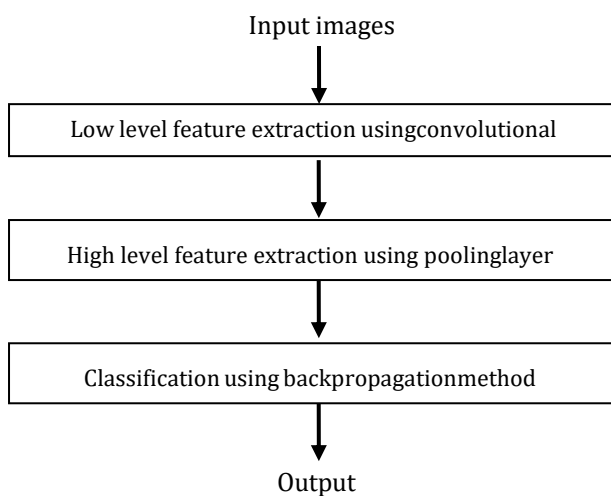 Input images
Low level feature extraction usingconvolutional
High level feature extraction using poolinglayer
Classification using backpropagationmethod
Output